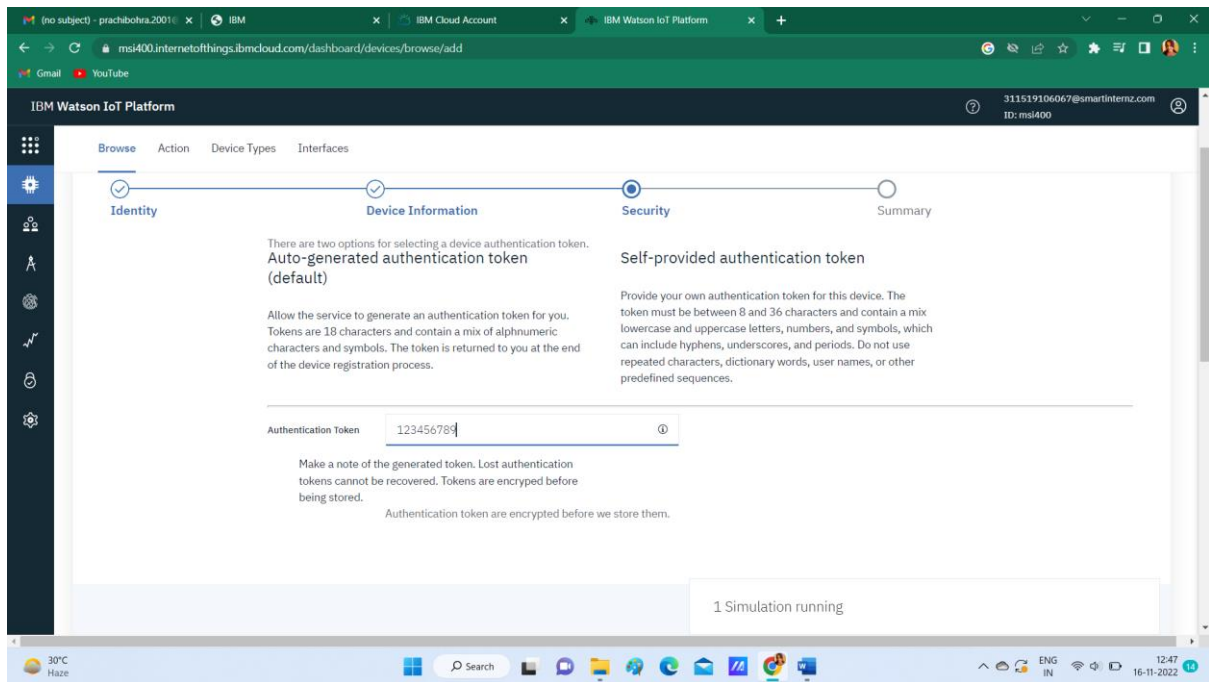 (no subject) - prachibohra.2001@
IBM
IBM Cloud Account
IBM Watson IoT Platform
msi400.internetofthings.ibmcloud.com/dashboard/devices/browse/add
Gmail
YouTube
IBM Watson IoT Platform
311519106067@smartinternz.com
ID: msi400
Browse Action Device Types Interfaces
Identity
Device Information
Security
Summary
There are two options for selecting a device authentication token.
Auto-generated authentication token
(default)
Allow the service to generate an authentication token for you.
Tokens are 18 characters and contain a mix of alphnumeric
characters and symbols. The token is returned to you at the end
of the device registration process.
Self-provided authentication token
Provide your own authentication token for this device. The
token must be between 8 and 36 characters and contain a mix
lowercase and uppercase letters, numbers, and symbols, which
can include hyphens, underscores, and periods. Do not use
repeated characters, dictionary words, user names, or other
predefined sequences.
Authentication Token 123456789
Make a note of the generated token. Lost authentication
tokens cannot be recovered. Tokens are encryped before
being stored.
Authentication token are encrypted before we store them.
1 Simulation running
30°C
Haze
Search
ENG
IN
12:47
16-11-2022
14